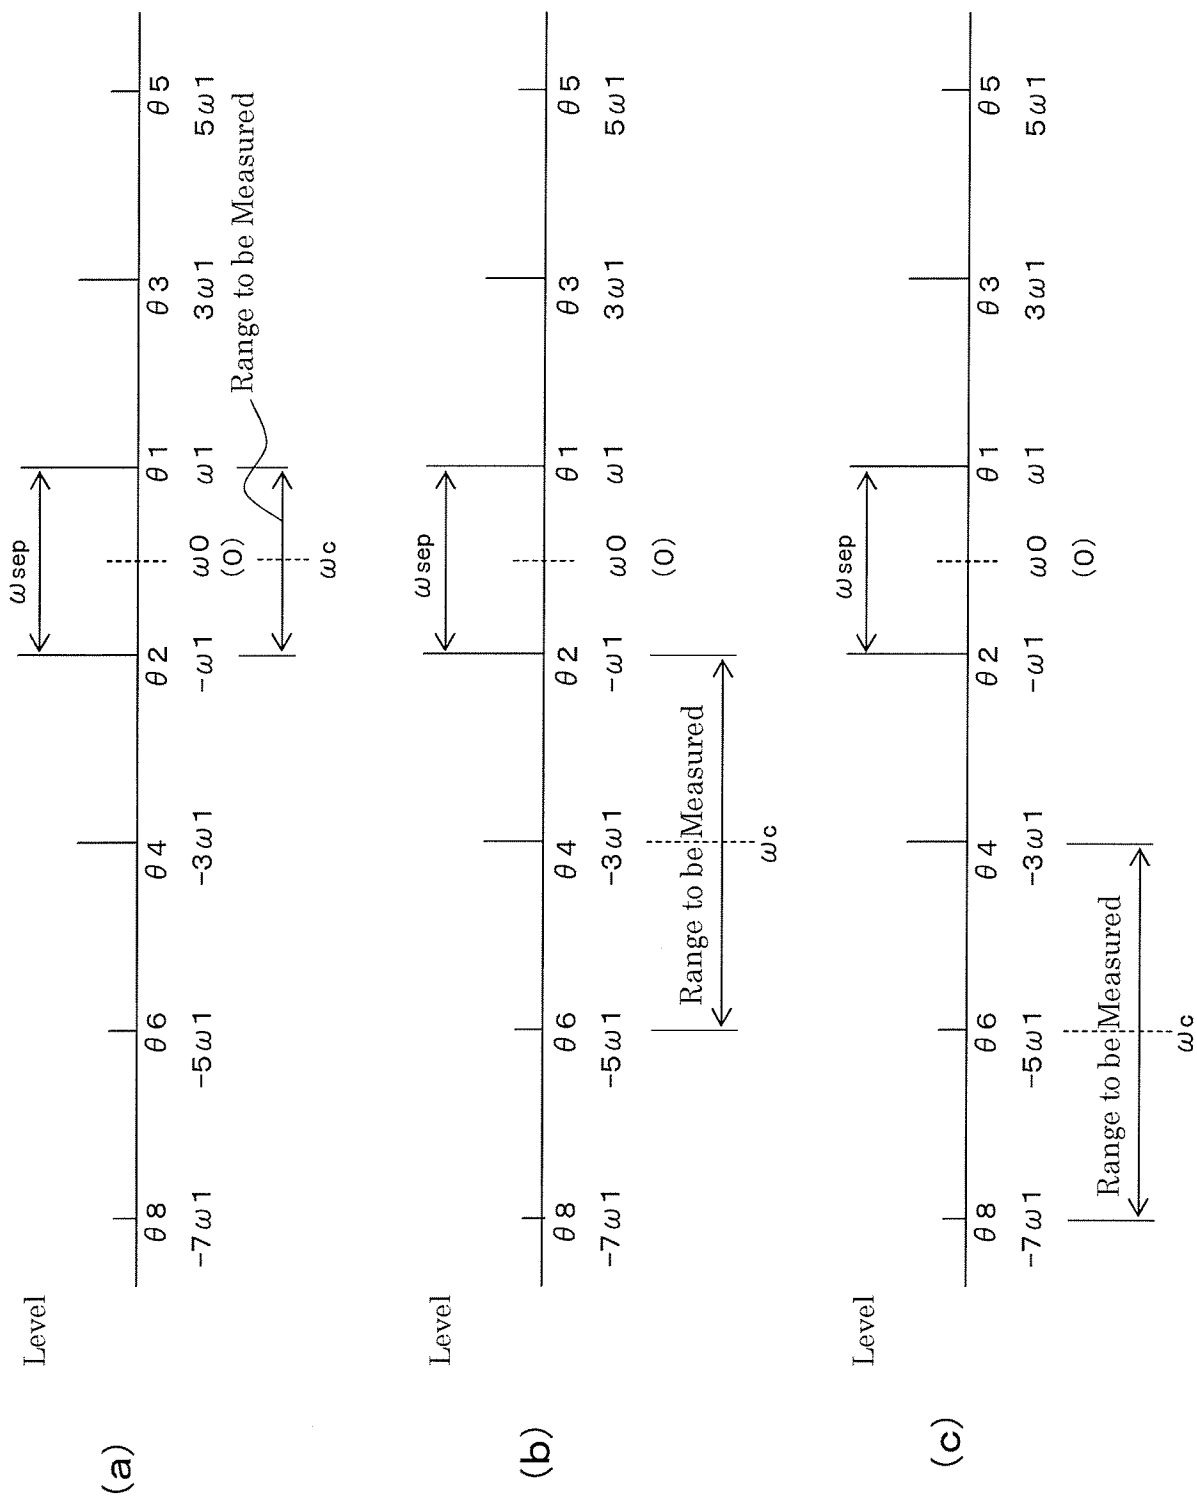 (a)
Level
ωsep
θ8 θ6 θ4 θ2 θ1 θ3 θ5
-7ω1 -5ω1 -3ω1 -ω1 ω0 ω1 3ω1 5ω1
(0)
Range to be Measured
ωc
(b)
Level
ωsep
θ8 θ6 θ4 θ2 θ1 θ3 θ5
-7ω1 -5ω1 -3ω1 -ω1 ω0 ω1 3ω1 5ω1
(0)
Range to be Measured
ωc
(c)
Level
ωsep
θ8 θ6 θ4 θ2 θ1 θ3 θ5
-7ω1 -5ω1 -3ω1 -ω1 ω0 ω1 3ω1 5ω1
(0)
Range to be Measured
ωc